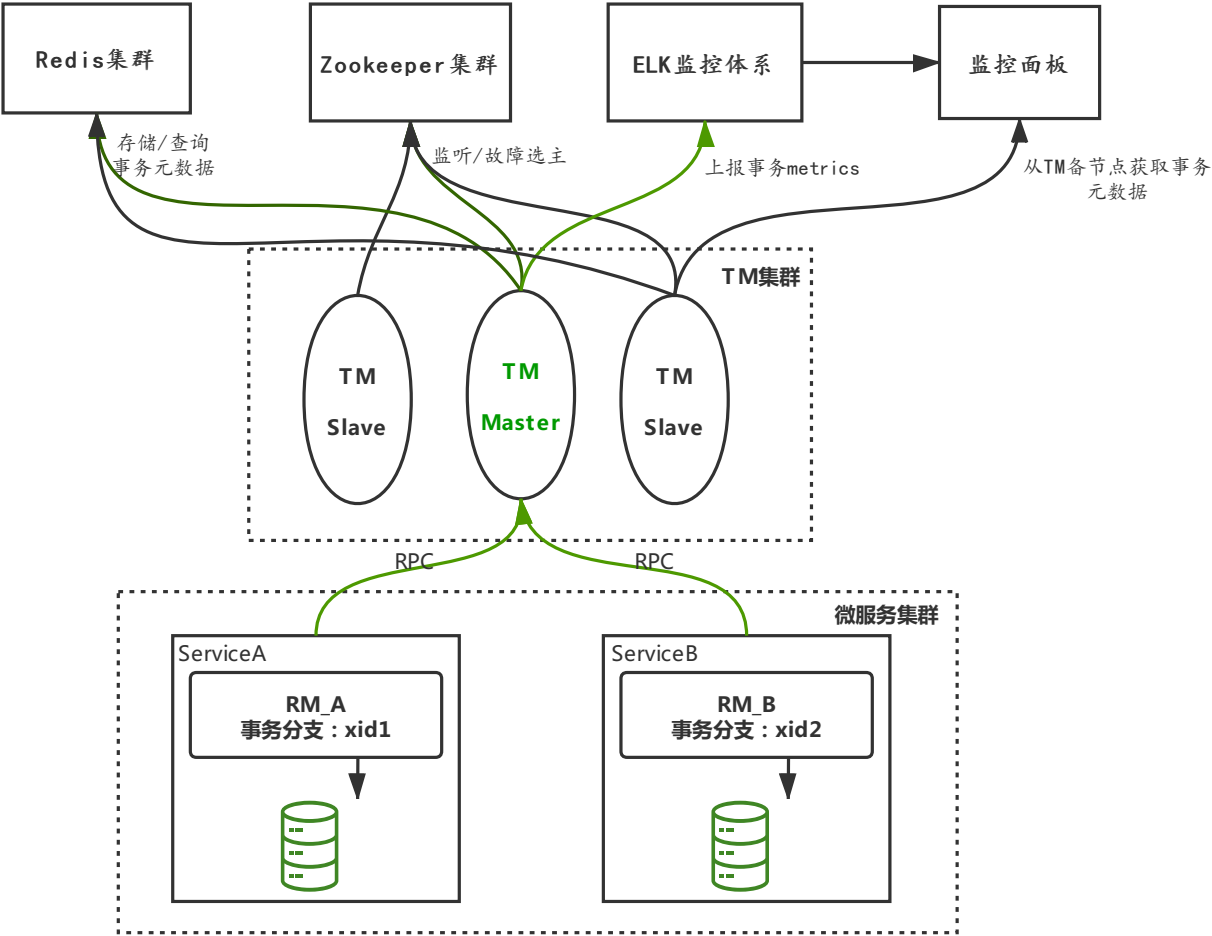 Redis集群
Zookeeper集群
ELK监控体系
监控面板
存储/查询
事务元数据
监听/故障选主
上报事务metrics
从TM备节点获取事务
元数据
TM集群
TM
Slave
TM
Master
TM
Slave
RPC
RPC
微服务集群
ServiceA
RM_A
事务分支：xid1
ServiceB
RM_B
事务分支：xid2